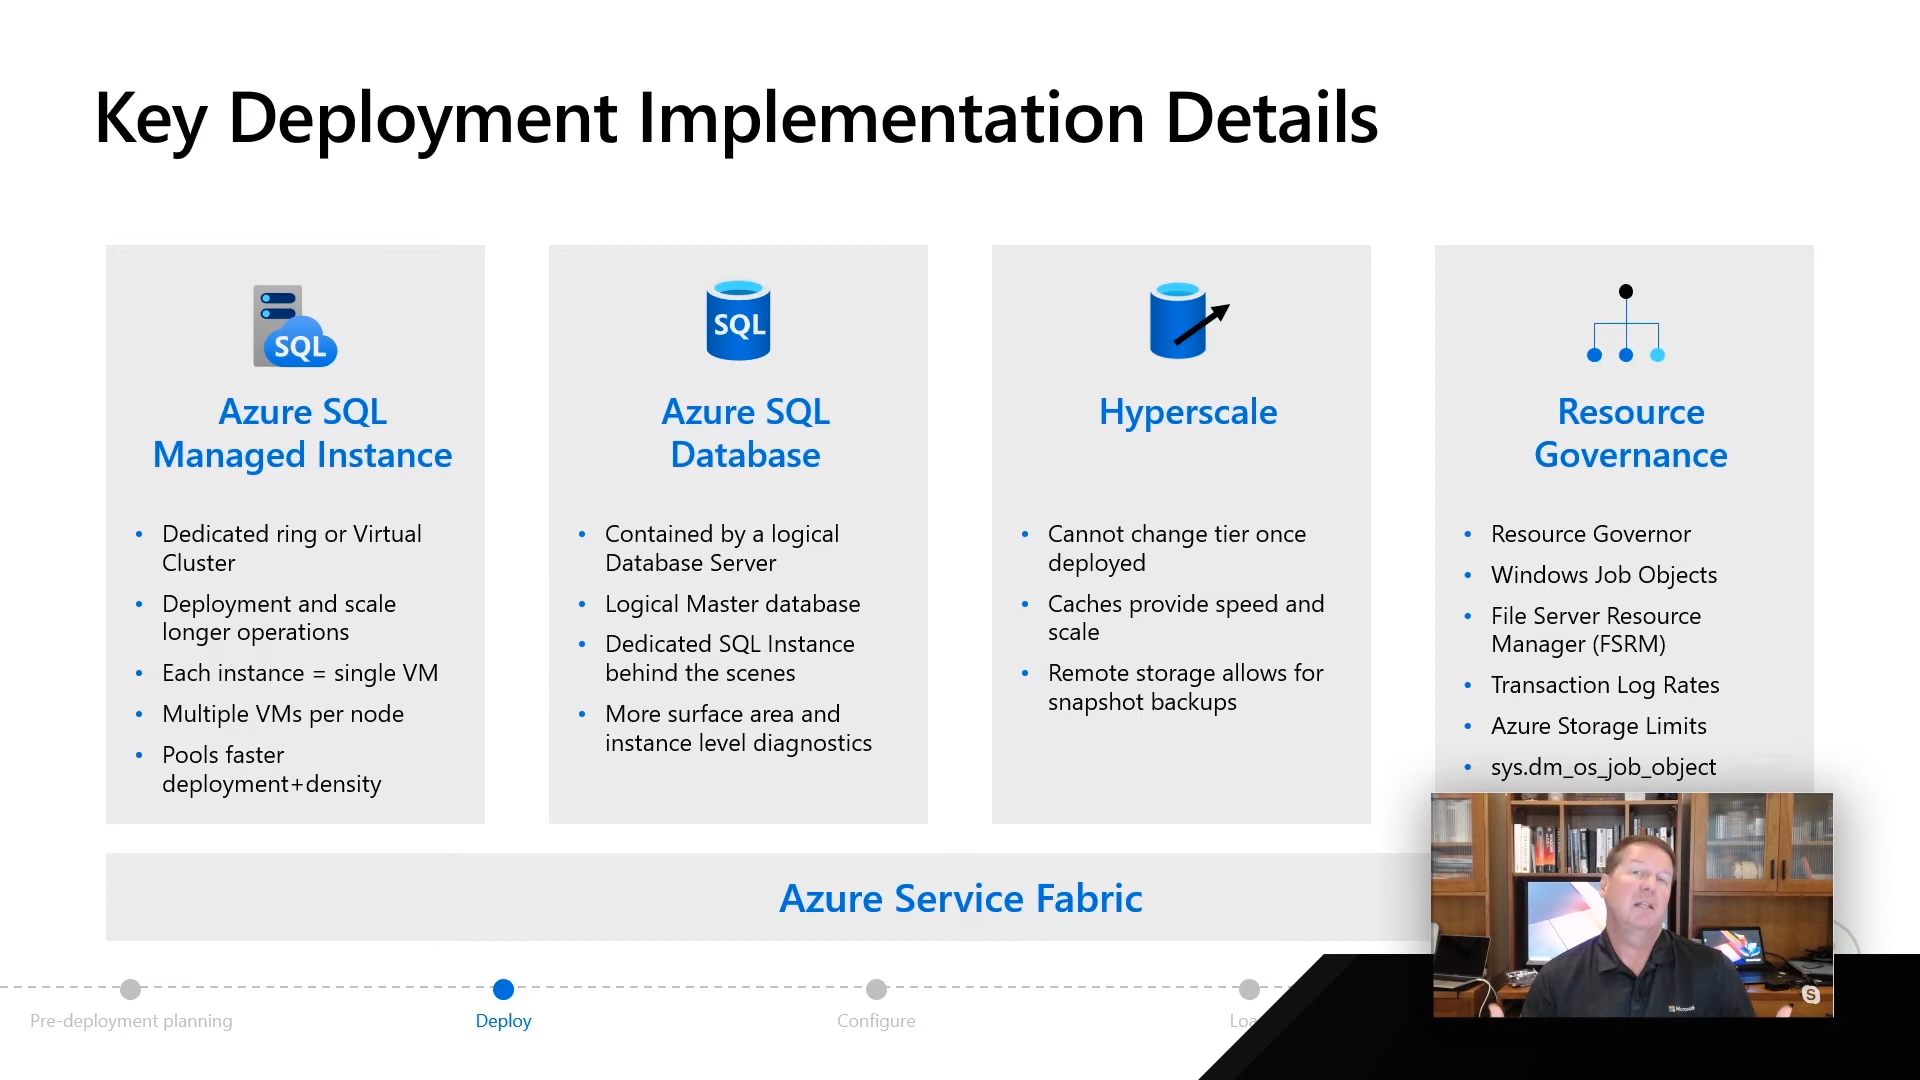 Key Deployment Implementation Details
SQL
Azure SQL
Managed Instance
• Dedicated ring or Virtual
Cluster
• Deployment and scale
longer operations
• Each instance = single VM
• Multiple VMs per node
• Pools faster
deployment+density
SQL
Azure SQL
Database
• Contained by a logical
Database Server
• Logical Master database
• Dedicated SQL Instance
behind the scenes
• More surface area and
instance level diagnostics
Hyperscale
• Cannot change tier once
deployed
• Caches provide speed and
scale
• Remote storage allows for
snapshot backups
Resource
Governance
• Resource Governor
• Windows Job Objects
• File Server Resource
Manager (FSRM)
• Transaction Log Rates
• Azure Storage Limits
• sys.dm_os_job_object
Azure Service Fabric
Pre-deployment planning
Deploy
Configure
Microsoft
S